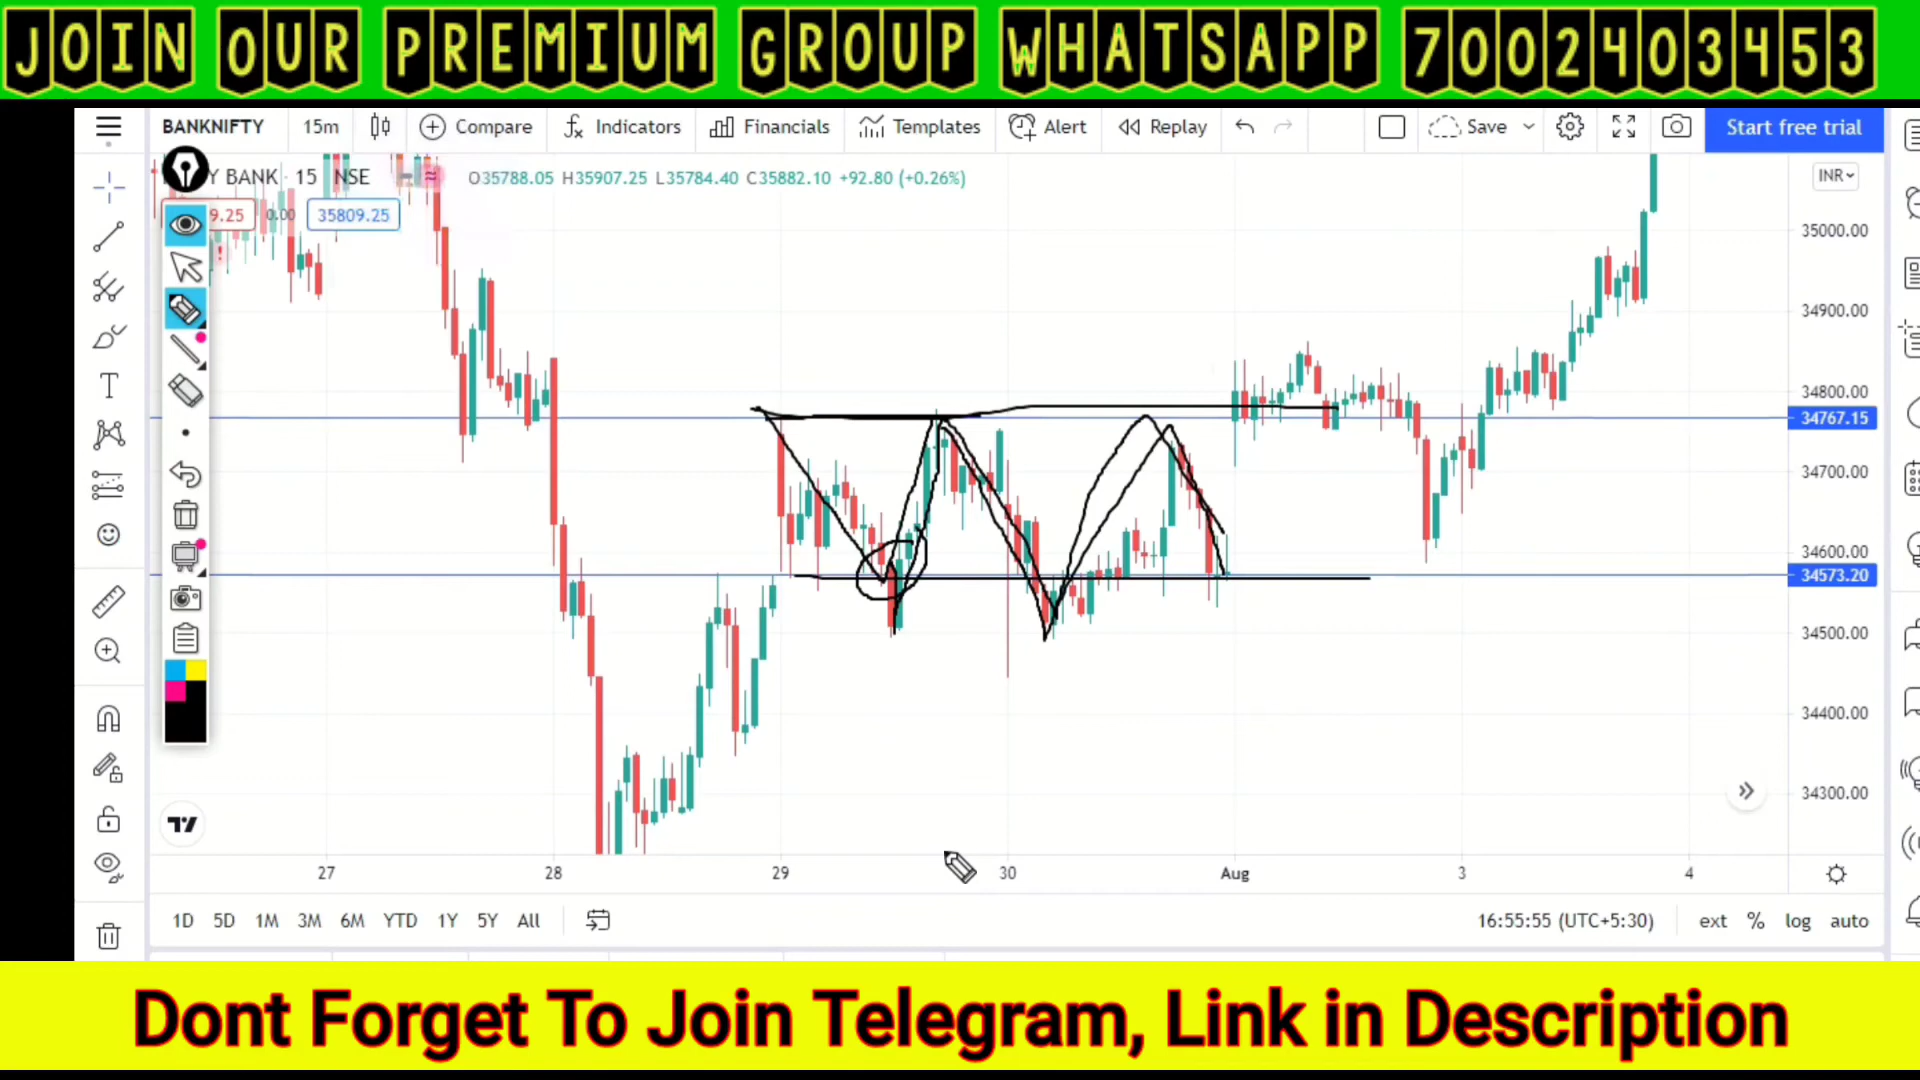 JOIN OUR PREMIUM GROUP WHATSAPP 7002403453
BANKNIFTY 15m Compare Indicators Financials Templates Alert Replay Save Start free trial
Y BANK · 15 NSE O35788.05 H35907.25 L35784.40 C35882.10 +92.80 (+0.26%) INR
9.25 0.00 35809.25
35000.00
34900.00
34800.00
34767.15
34700.00
34600.00
34573.20
34500.00
34400.00
34300.00
27 28 29 30 Aug 3 4
1D 5D 1M 3M 6M YTD 1Y 5Y All 16:55:55 (UTC+5:30) ext % log auto
Dont Forget To Join Telegram, Link in Description